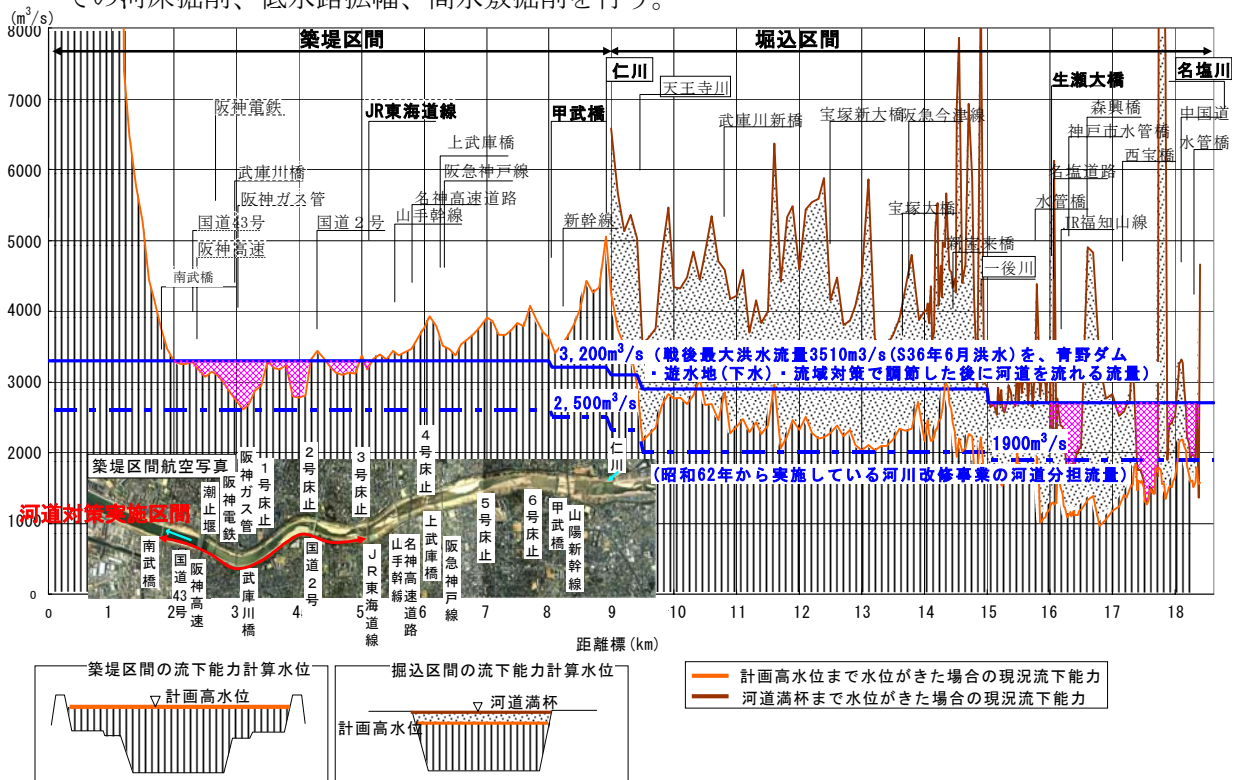 での河床掘削、低水路拡幅、高水敷掘削を行う。
(m³/s)
8000
7000
6000
5000
4000
3000
2000
1000
0
築堤区間
堀込区間
仁川
天王寺川
生瀬大橋
名塩川
阪神電鉄
JR東海道線
甲武橋
武庫川新橋
宝塚新大橋
阪急今津線
森興橋
中国道
神戸市水管橋
水管橋
上武庫橋
西宝橋
武庫川橋
阪急神戸線
名塩道路
阪神ガス管
名神高速道路
水管橋
国道43号
国道2号
山手幹線
新幹線
宝塚大橋
JR福知山線
阪神高速
新宝来橋
南武橋
一後川
3,200m³/s
(戦後最大洪水流量3510m3/s(S36年6月洪水)を、青野ダム
・遊水地(下水)・流域対策で調節した後に河道を流れる流量)
2,500m³/s
1900m³/s
(昭和62年から実施している河川改修事業の河道分担流量)
築堤区間航空写真
河道対策実施区間
潮止堰
阪神電鉄
阪神ガス管
1号床止
2号床止
3号床止
4号床止
5号床止
6号床止
甲武橋
山陽新幹線
仁川
南武橋
国道43号
阪神高速
武庫川橋
国道2号
JR東海道線
山手幹線
名神高速道路
上武庫橋
阪急神戸線
0 1 2 3 4 5 6 7 8 9 10 11 12 13 14 15 16 17 18
距離標(km)
築堤区間の流下能力計算水位
計画高水位
堀込区間の流下能力計算水位
河道満杯
計画高水位
計画高水位まで水位がきた場合の現況流下能力
河道満杯まで水位がきた場合の現況流下能力